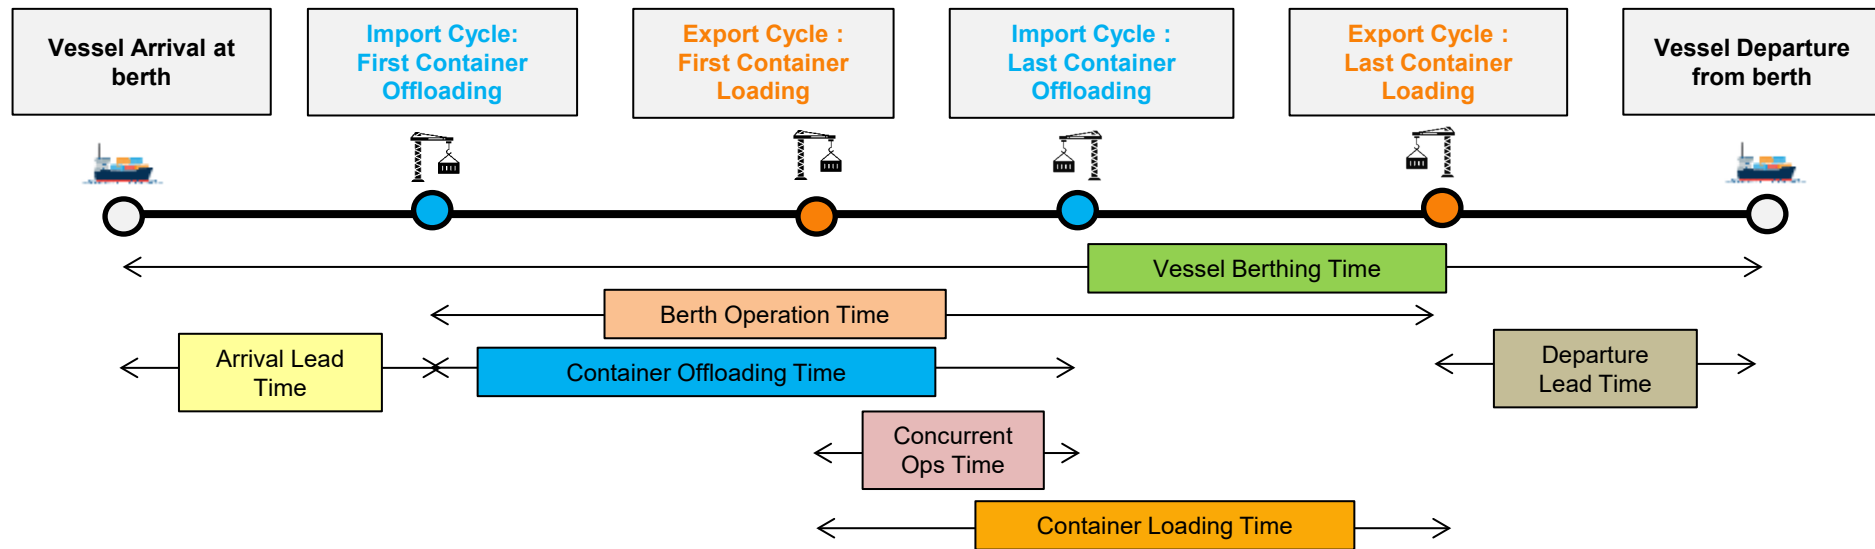 Vessel Arrival at
berth
Import Cycle:
First Container
Offloading
Export Cycle :
First Container
Loading
Import Cycle :
Last Container
Offloading
Export Cycle :
Last Container
Loading
Vessel Departure
from berth
Vessel Berthing Time
Berth Operation Time
Arrival Lead
Time
Container Offloading Time
Departure
Lead Time
Concurrent
Ops Time
Container Loading Time